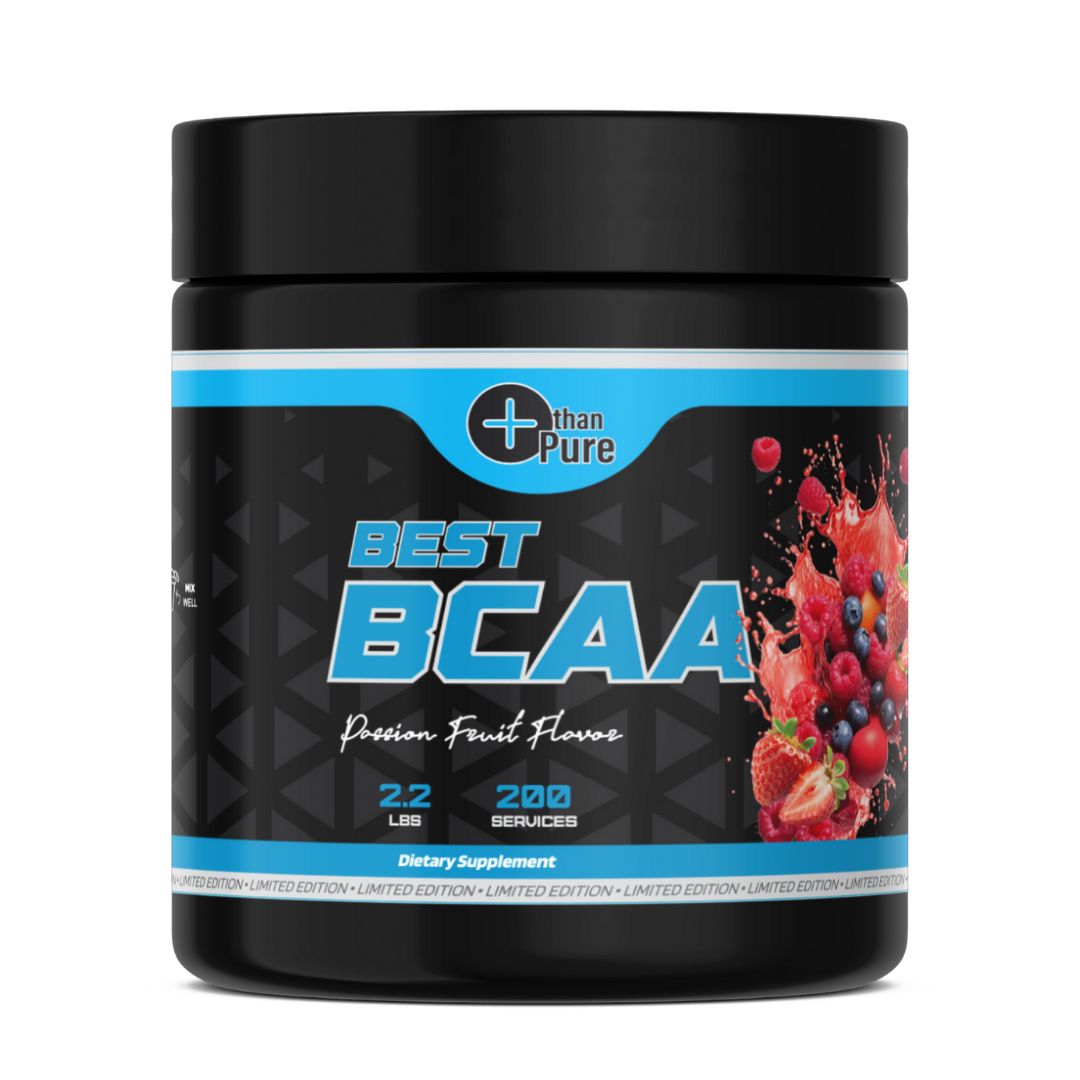 than
Pure
BEST
BCAA
Passion Fruit Flavor
2.2
LBS
200
SERVICES
MIX
WELL
Dietary Supplement
LIMITED EDITION • LIMITED EDITION • LIMITED EDITION • LIMITED EDITION • LIMITED EDITION • LIMITED EDITION • LIMITED EDITION